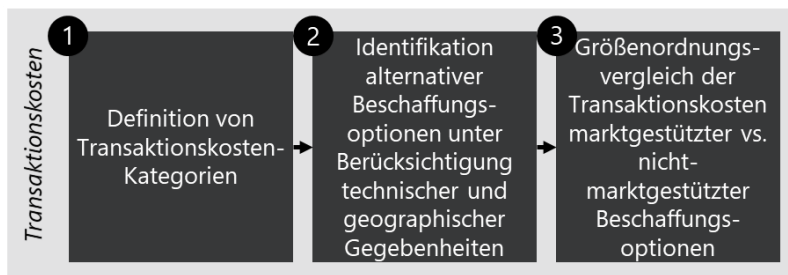 Transaktionskosten
1
Definition von
Transaktionskosten-
Kategorien
2
Identifikation
alternativer
Beschaffungs-
optionen unter
Berücksichtigung
technischer und
geographischer
Gegebenheiten
3
Größenordnungs-
vergleich der
Transaktionskosten
marktgestützter vs.
nicht-
marktgestützter
Beschaffungs-
optionen